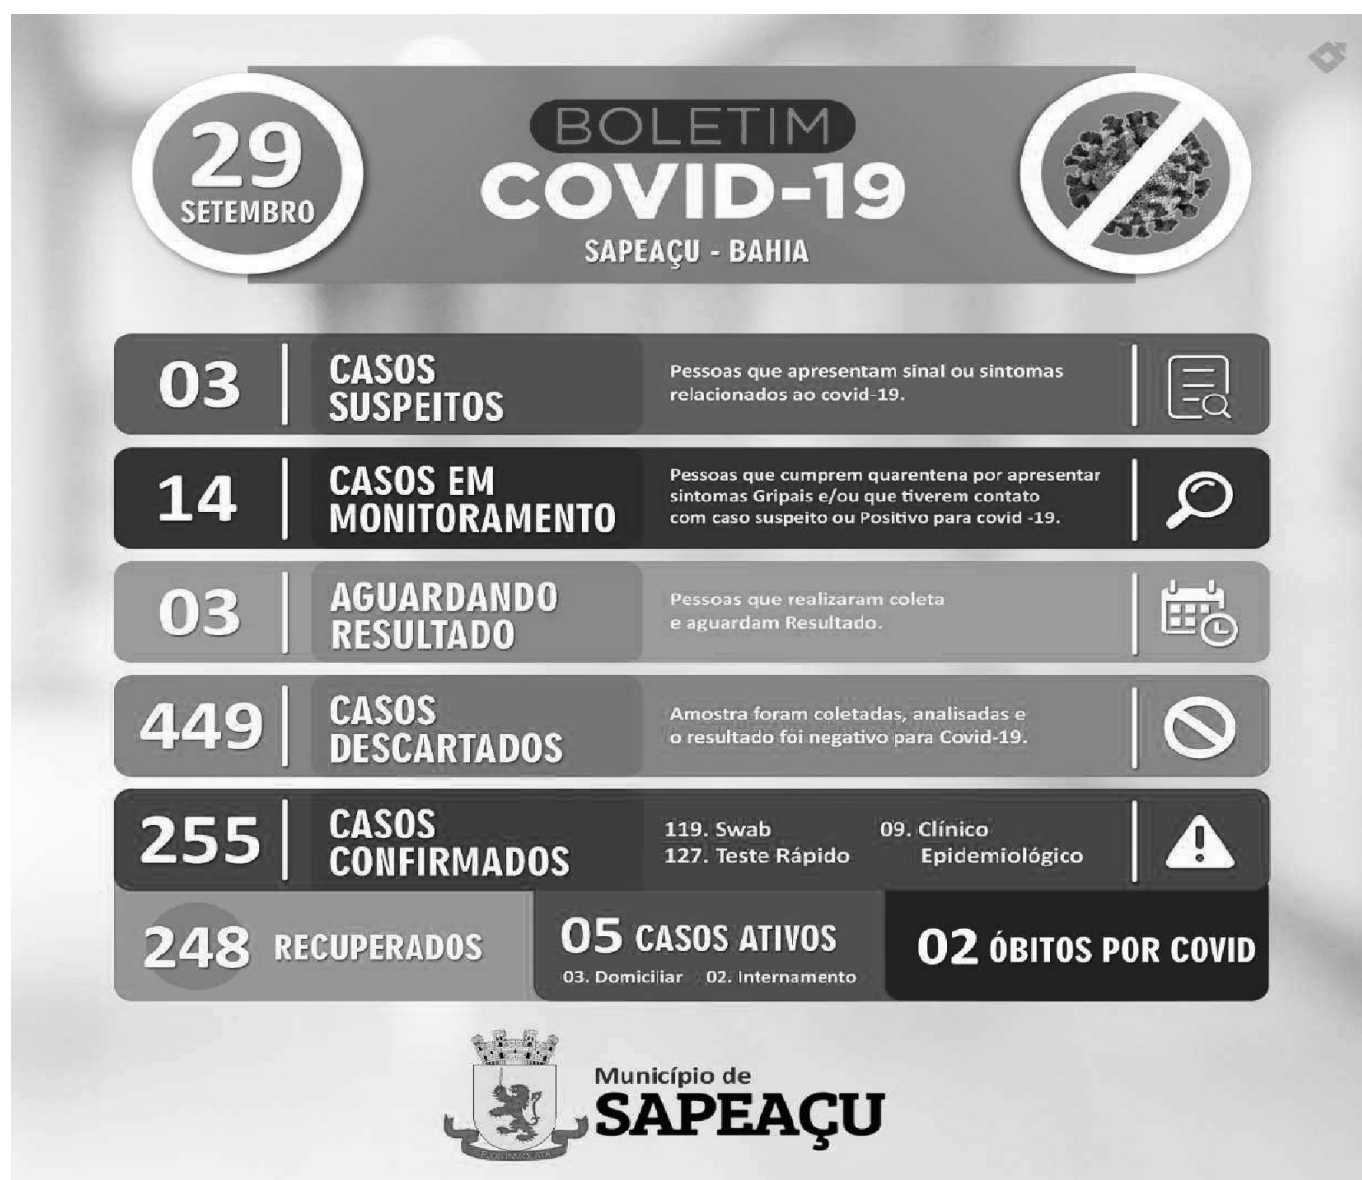 29
SETEMBRO
BOLETIM
COVID-19
SAPEAÇU - BAHIA
03
CASOS
SUSPEITOS
Pessoas que apresentam sinal ou sintomas
relacionados ao covid-19.
14
CASOS EM
MONITORAMENTO
Pessoas que cumprem quarentena por apresentar
sintomas Gripais e/ou que tiverem contato
com caso suspeito ou Positivo para covid -19.
03
AGUARDANDO
RESULTADO
Pessoas que realizaram coleta
e aguardam Resultado.
449
CASOS
DESCARTADOS
Amostra foram coletadas, analisadas e
o resultado foi negativo para Covid-19.
255
CASOS
CONFIRMADOS
119. Swab
127. Teste Rápido
09. Clínico
Epidemiológico
248 RECUPERADOS
05 CASOS ATIVOS
03. Domiciliar 02. Internamento
02 ÓBITOS POR COVID
Município de
SAPEAÇU